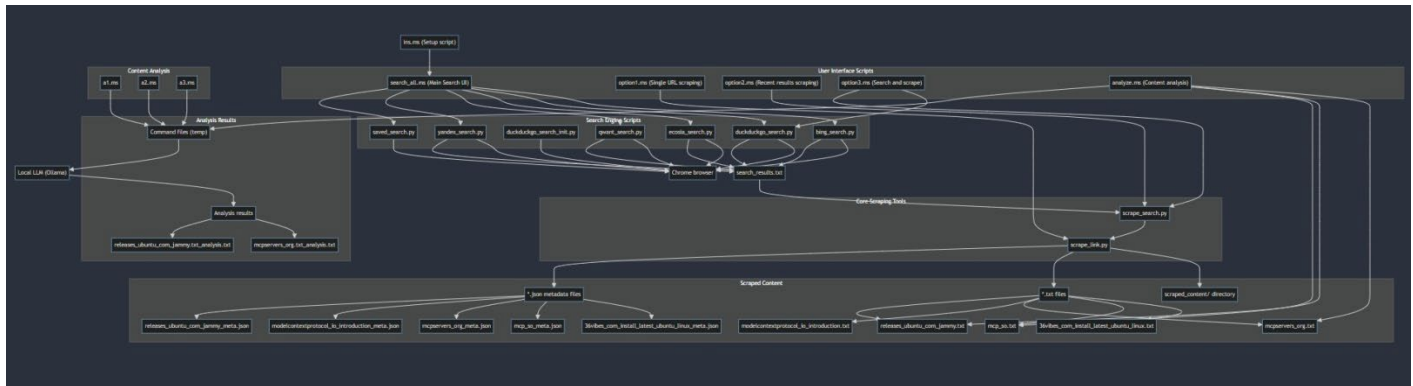 ins.ms (Setup script)
Content Analysis
User Interface Scripts
a1.ms
a2.ms
a3.ms
search_all.ms (Main Search UI)
option1.ms (Single URL scraping)
option2.ms (Recent results scraping)
option3.ms (Search and scrape)
analyze.ms (Content analysis)
Analysis Results
Search Engine Scripts
Command Files (temp)
saved_search.py
yandex_search.py
duckduckgo_search_init.py
qwant_search.py
ecosia_search.py
duckduckgo_search.py
bing_search.py
Local LLM (Ollama)
Chrome browser
search_results.txt
Core Scraping Tools
Analysis results
scrape_search.py
releases_ubuntu_com_jammy.txt_analysis.txt
mcpservers_org.txt_analysis.txt
scrape_link.py
Scraped Content
*.json metadata files
*.txt files
scraped_content/ directory
releases_ubuntu_com_jammy_meta.json
modelcontextprotocol_io_introduction_meta.json
mcpservers_org_meta.json
mcp_so_meta.json
36vibes_com_install_latest_ubuntu_linux_meta.json
modelcontextprotocol_io_introduction.txt
releases_ubuntu_com_jammy.txt
mcp_so.txt
36vibes_com_install_latest_ubuntu_linux.txt
mcpservers_org.txt